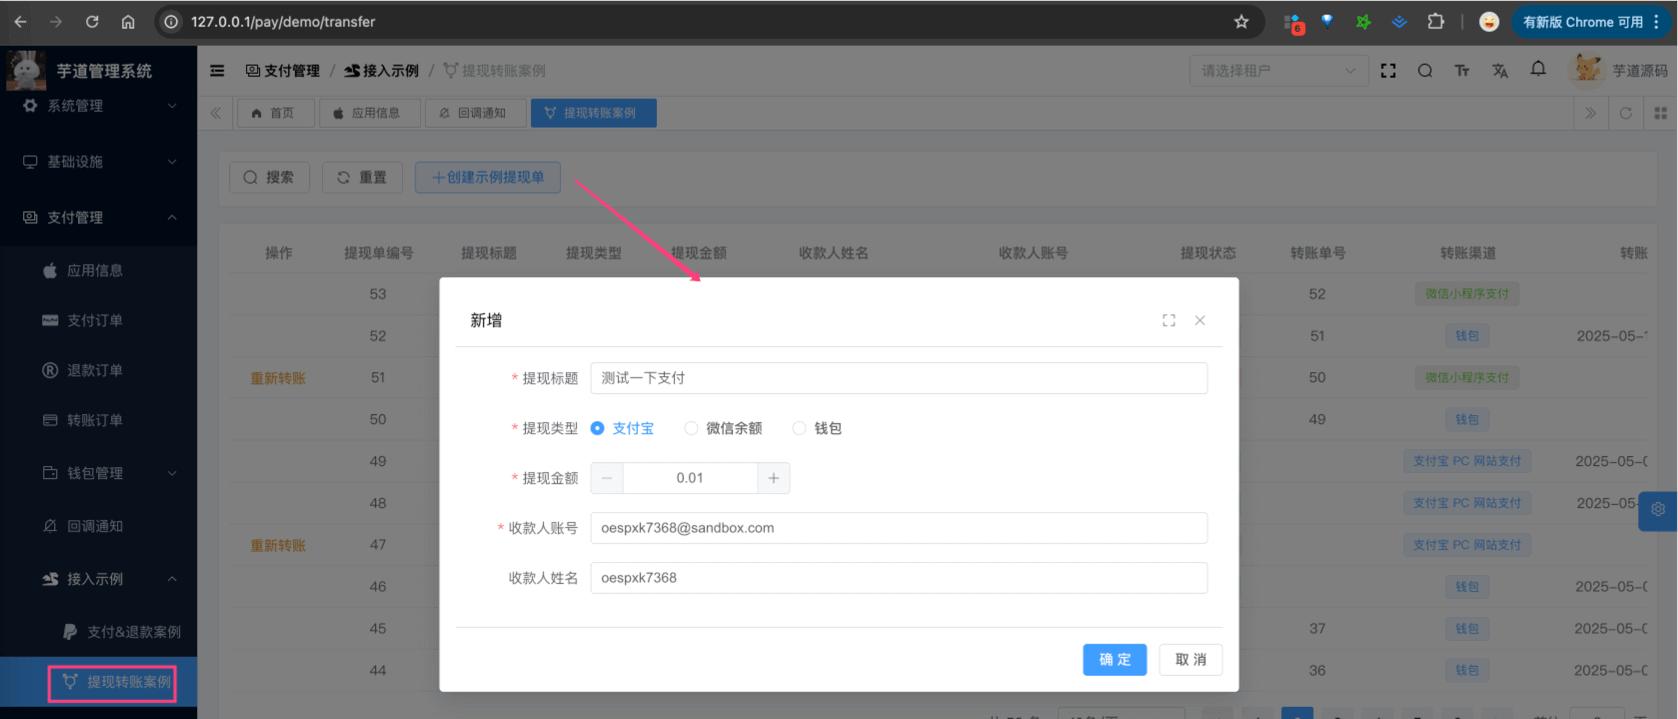 127.0.0.1/pay/demo/transfer
6
有新版 Chrome 可用
芋道管理系统
支付管理 / 接入示例 / 提现转账案例
请选择租户
芋道源码
首页
应用信息
回调通知
提现转账案例
系统管理
基础设施
支付管理
应用信息
支付订单
退款订单
转账订单
钱包管理
回调通知
接入示例
支付&退款案例
提现转账案例
搜索
重置
+创建示例提现单
操作 提现单编号 提现标题 提现类型 提现金额 收款人姓名 收款人账号 提现状态 转账单号 转账渠道 转账
53 52 微信小程序支付
52 51 钱包 2025-05-1
重新转账 51 50 微信小程序支付
50 49 钱包
49 支付宝 PC 网站支付 2025-05-0
48 支付宝 PC 网站支付 2025-05-0
重新转账 47 支付宝 PC 网站支付
46 钱包 2025-05-0
45 37 钱包 2025-05-0
44 36 钱包 2025-05-0
新增
* 提现标题 测试一下支付
* 提现类型 支付宝 微信余额 钱包
* 提现金额 − 0.01 +
* 收款人账号 oespxk7368@sandbox.com
收款人姓名 oespxk7368
确 定
取 消